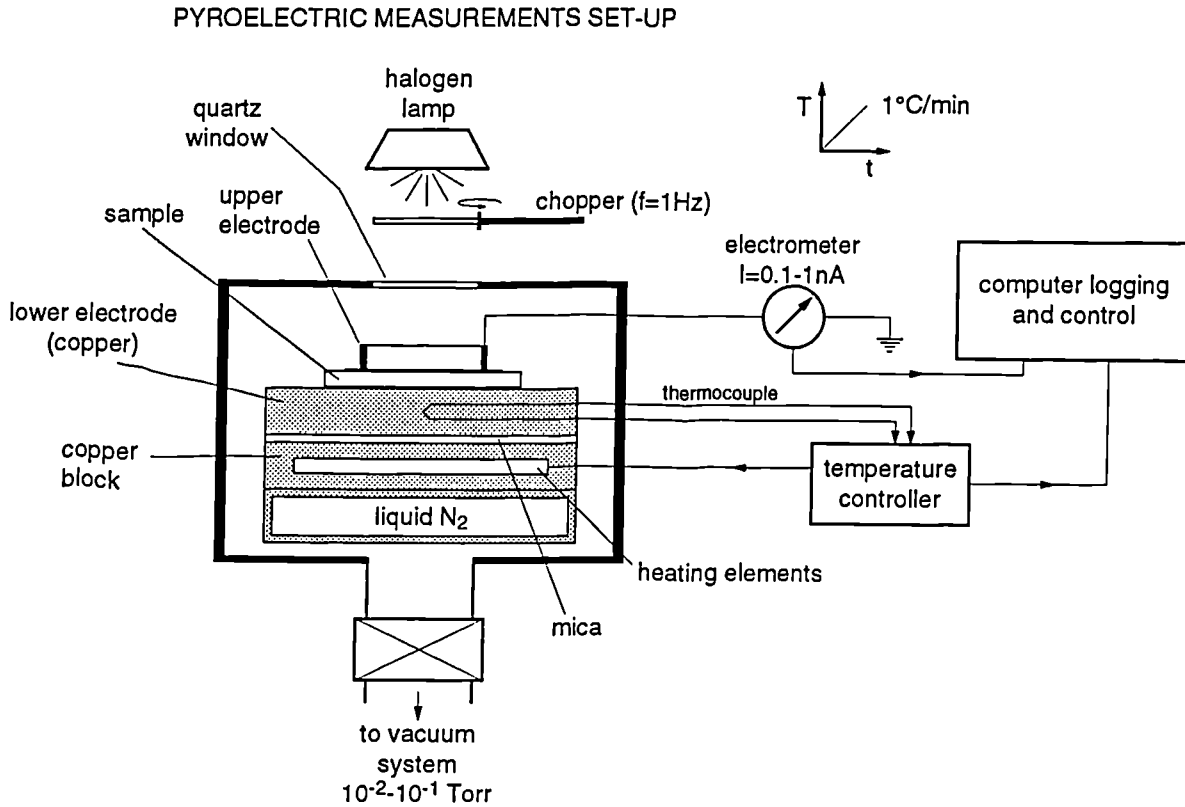 PYROELECTRIC MEASUREMENTS SET-UP
halogen
lamp
quartz
window
T
1°C/min
t
upper
electrode
sample
chopper (f=1Hz)
electrometer
I=0.1-1nA
computer logging
and control
lower electrode
(copper)
thermocouple
copper
block
temperature
controller
liquid N₂
heating elements
mica
to vacuum
system
10⁻²-10⁻¹ Torr